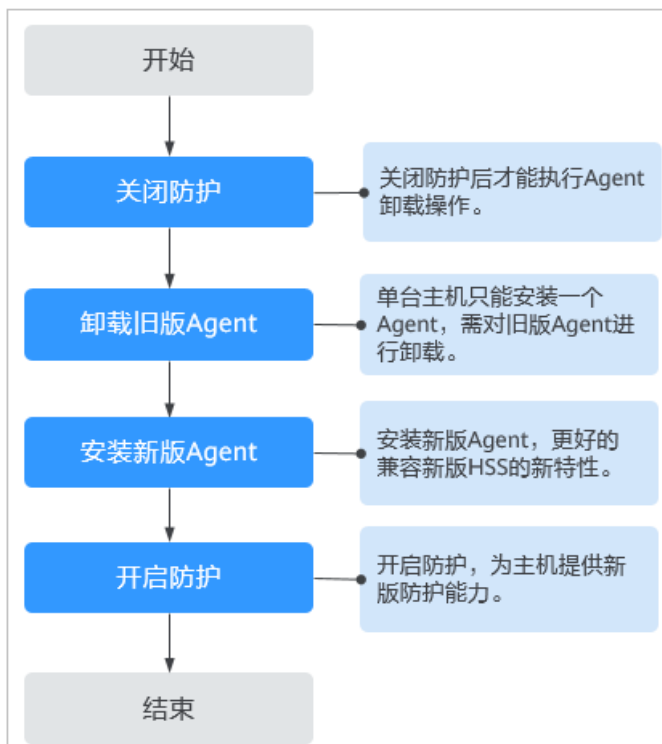 开始
关闭防护
关闭防护后才能执行Agent
卸载操作。
卸载旧版Agent
单台主机只能安装一个
Agent，需对旧版Agent进
行卸载。
安装新版Agent
安装新版Agent，更好的
兼容新版HSS的新特性。
开启防护
开启防护，为主机提供新
版防护能力。
结束